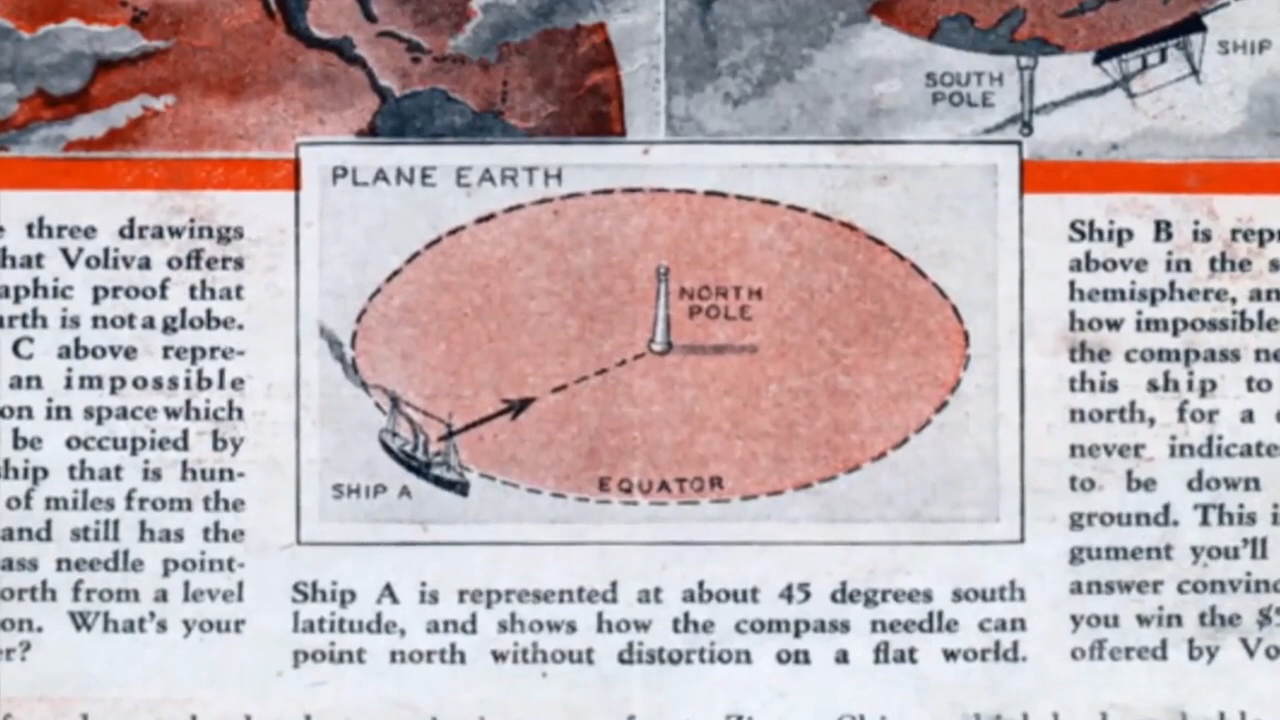 SHIP
SOUTH
POLE
PLANE EARTH
NORTH
POLE
EQUATOR
SHIP A
three drawings
hat Voliva offers
aphic proof that
arth is not a globe.
C above repre-
an impossible
on in space which
be occupied by
hip that is hun-
of miles from the
and still has the
ass needle point-
orth from a level
on. What's your
r?
Ship A is represented at about 45 degrees south
latitude, and shows how the compass needle can
point north without distortion on a flat world.
Ship B is repr
above in the s
hemisphere, an
how impossible
the compass ne
this ship to
north, for a
never indicate
to be down
ground. This i
gument you'll
answer convinc
you win the $
offered by Vo